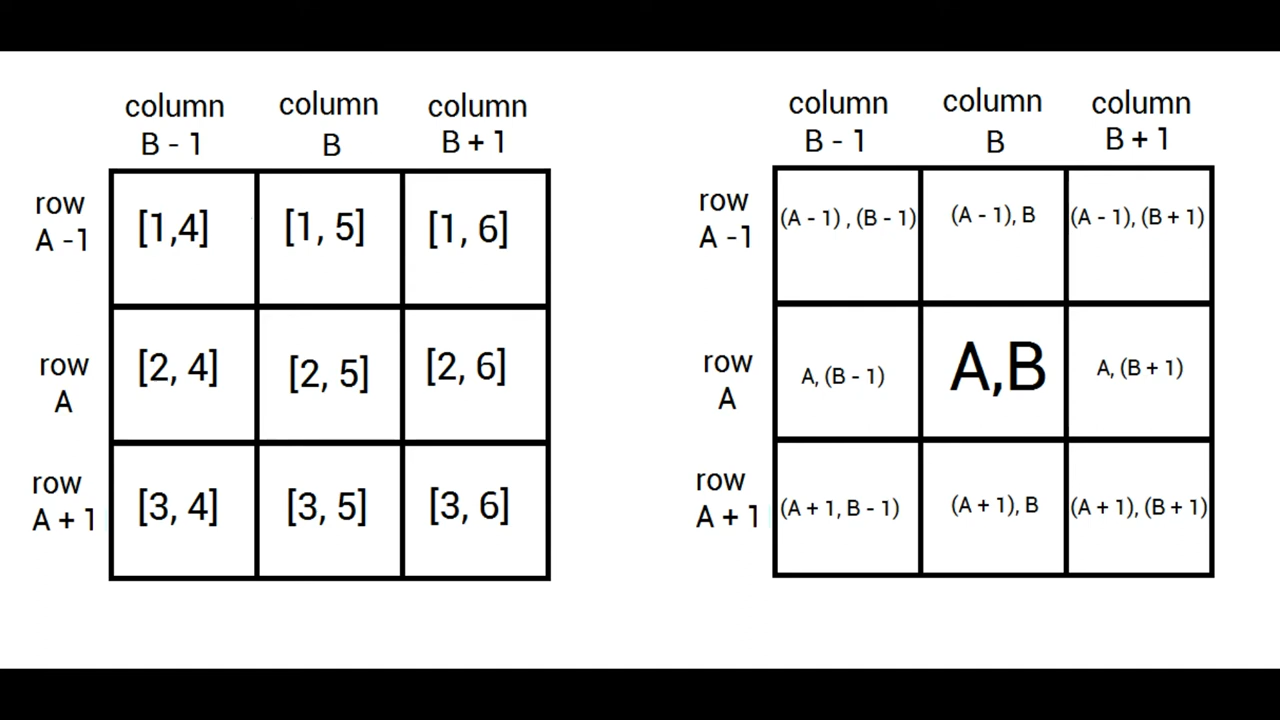 column column column
B - 1 B B + 1
row
A -1
[1,4] [1, 5] [1, 6]
row
A
[2, 4] [2, 5] [2, 6]
row
A + 1
[3, 4] [3, 5] [3, 6]
column column column
B - 1 B B + 1
row
A -1
(A - 1) , (B - 1) (A - 1), B (A - 1), (B + 1)
row
A
A, (B - 1) A,B A, (B + 1)
row
A + 1
(A + 1, B - 1) (A + 1), B (A + 1), (B + 1)